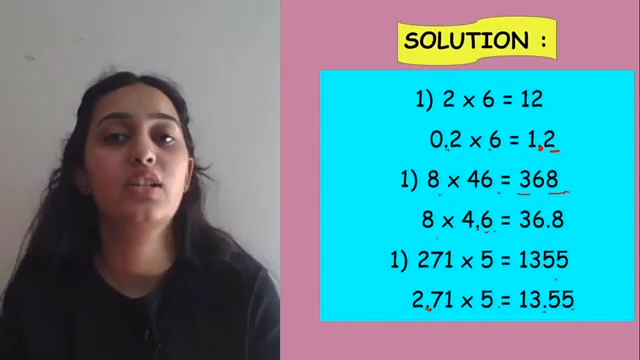 SOLUTION :
1) 2 x 6 = 12
0.2 x 6 = 1.2
1) 8 x 46 = 368
8 x 4.6 = 36.8
1) 271 x 5 = 1355
2.71 x 5 = 13.55